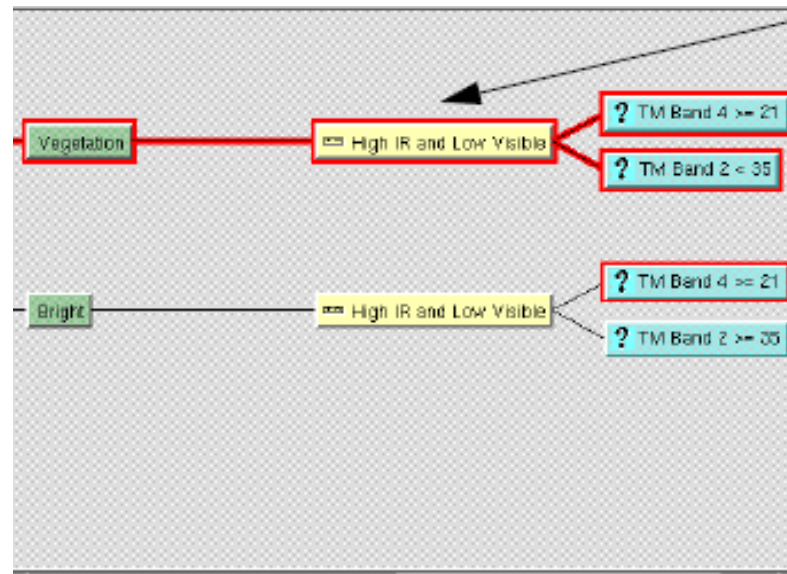 Vegetation
High IR and Low Visible
? TM Band 4 >= 21
? TM Band 2 < 35
Bright
High IR and Low Visible
? TM Band 4 >= 21
? TM Band 2 >= 35